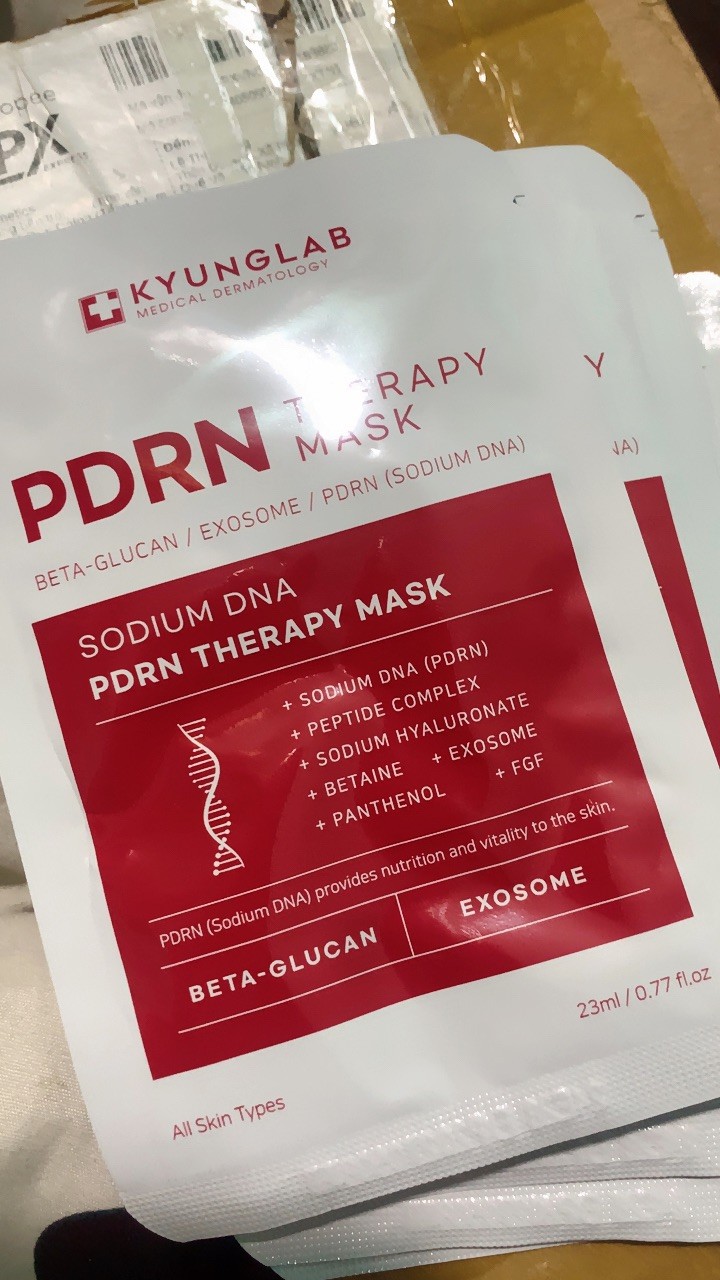 PX
KYUNGLAB
MEDICAL DERMATOLOGY
PDRN THERAPY
MASK
BETA-GLUCAN / EXOSOME / PDRN (SODIUM DNA)
SODIUM DNA
PDRN THERAPY MASK
+ SODIUM DNA (PDRN)
+ PEPTIDE COMPLEX
+ SODIUM HYALURONATE
+ BETAINE + EXOSOME
+ PANTHENOL + FGF
PDRN (Sodium DNA) provides nutrition and vitality to the skin.
BETA-GLUCAN EXOSOME
23ml / 0.77 fl.oz
All Skin Types
Y
NA)